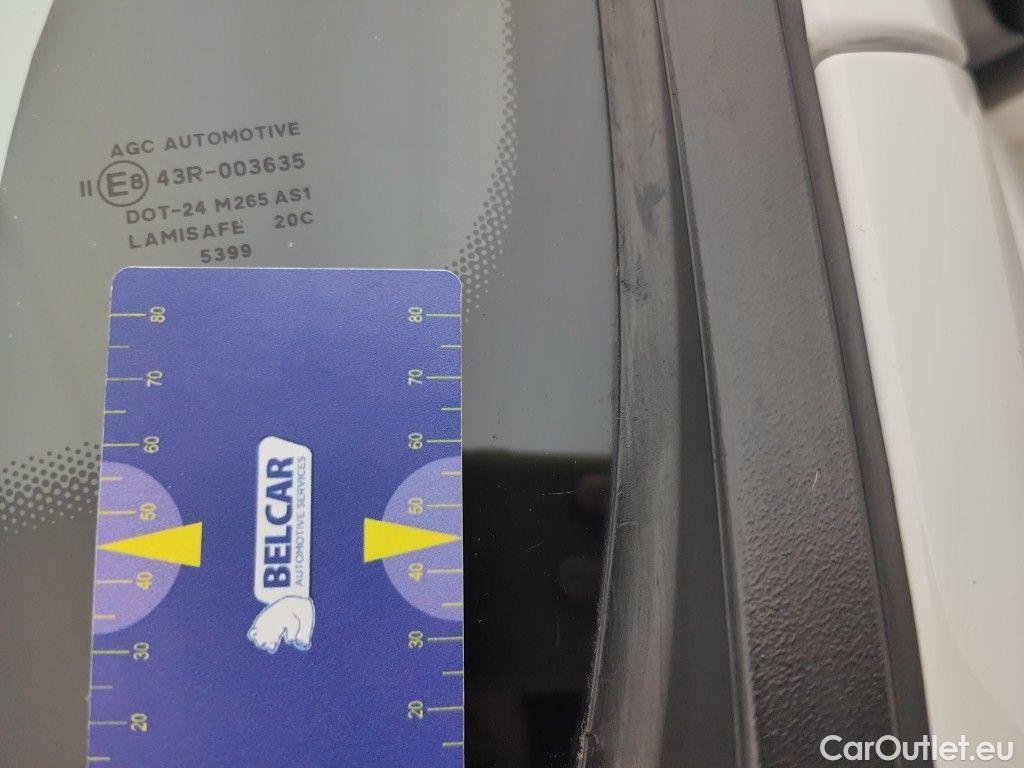 AGC AUTOMOTIVE
II E8 43R-003635
DOT-24 M265 AS1
LAMISAFE 20C
5399
80 80
70 70
60 60
50 50
40 40
30 30
20 20
BELCAR
AUTOMOTIVE SERVICES
CarOutlet.eu